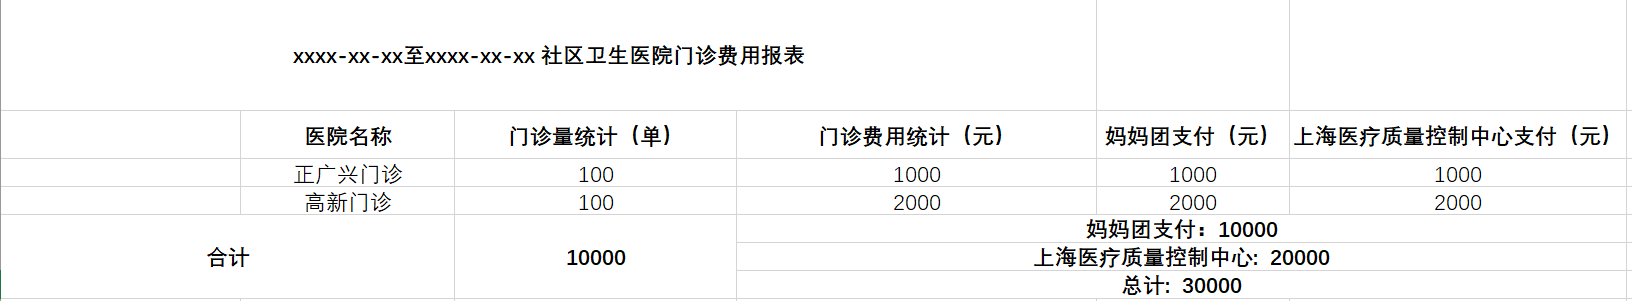 xxxx-xx-xx至xxxx-xx-xx 社区卫生医院门诊费用报表
医院名称 门诊量统计（单） 门诊费用统计（元） 妈妈团支付（元） 上海医疗质量控制中心支付（元）
正广兴门诊 100 1000 1000 1000
高新门诊 100 2000 2000 2000
妈妈团支付：10000
合计 10000 上海医疗质量控制中心: 20000
总计: 30000